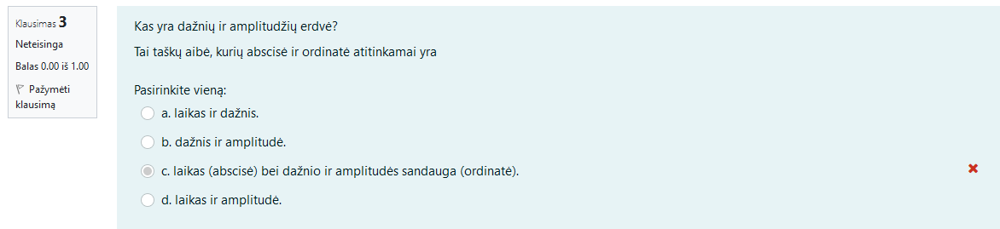 Klausimas 3
Neteisinga
Balas 0.00 iš 1.00
Pažymėti
klausimą
Kas yra dažnių ir amplitudžių erdvė?
Tai taškų aibė, kurių abscisė ir ordinatė atitinkamai yra
Pasirinkite vieną:
a. laikas ir dažnis.
b. dažnis ir amplitudė.
c. laikas (abscisė) bei dažnio ir amplitudės sandauga (ordinatė).
d. laikas ir amplitudė.